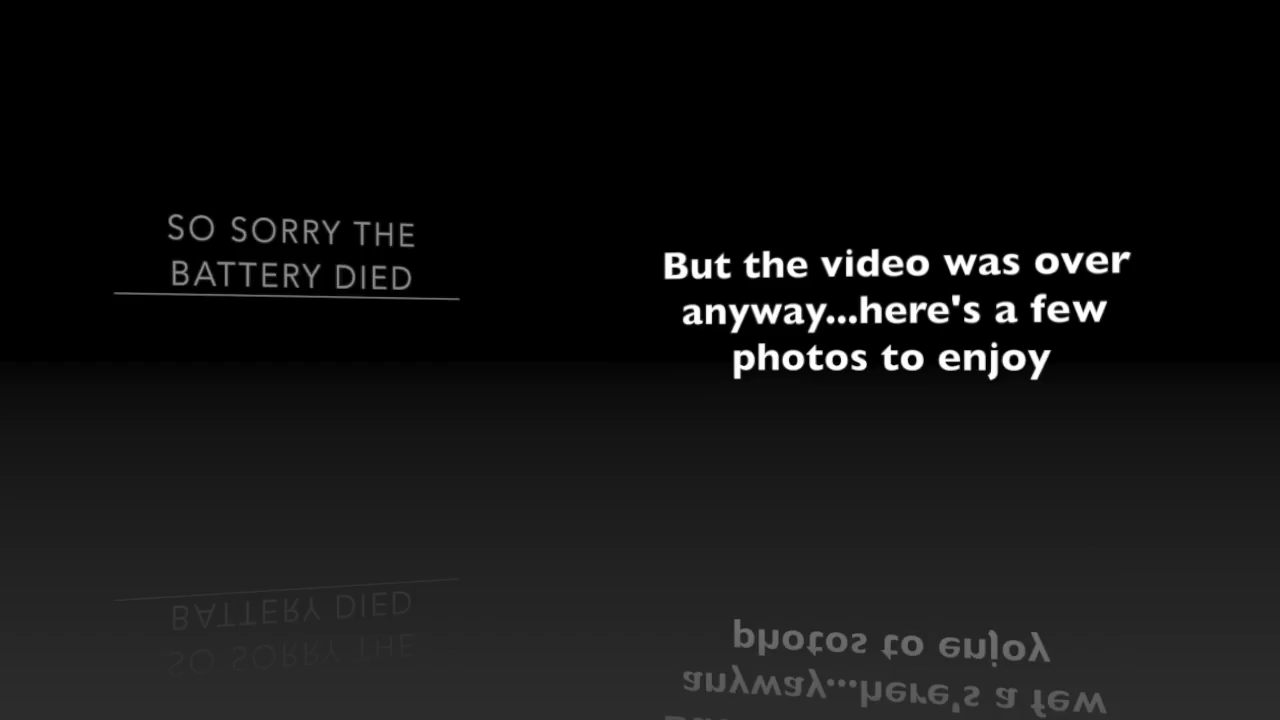 SO SORRY THE
BATTERY DIED
But the video was over
anyway...here's a few
photos to enjoy